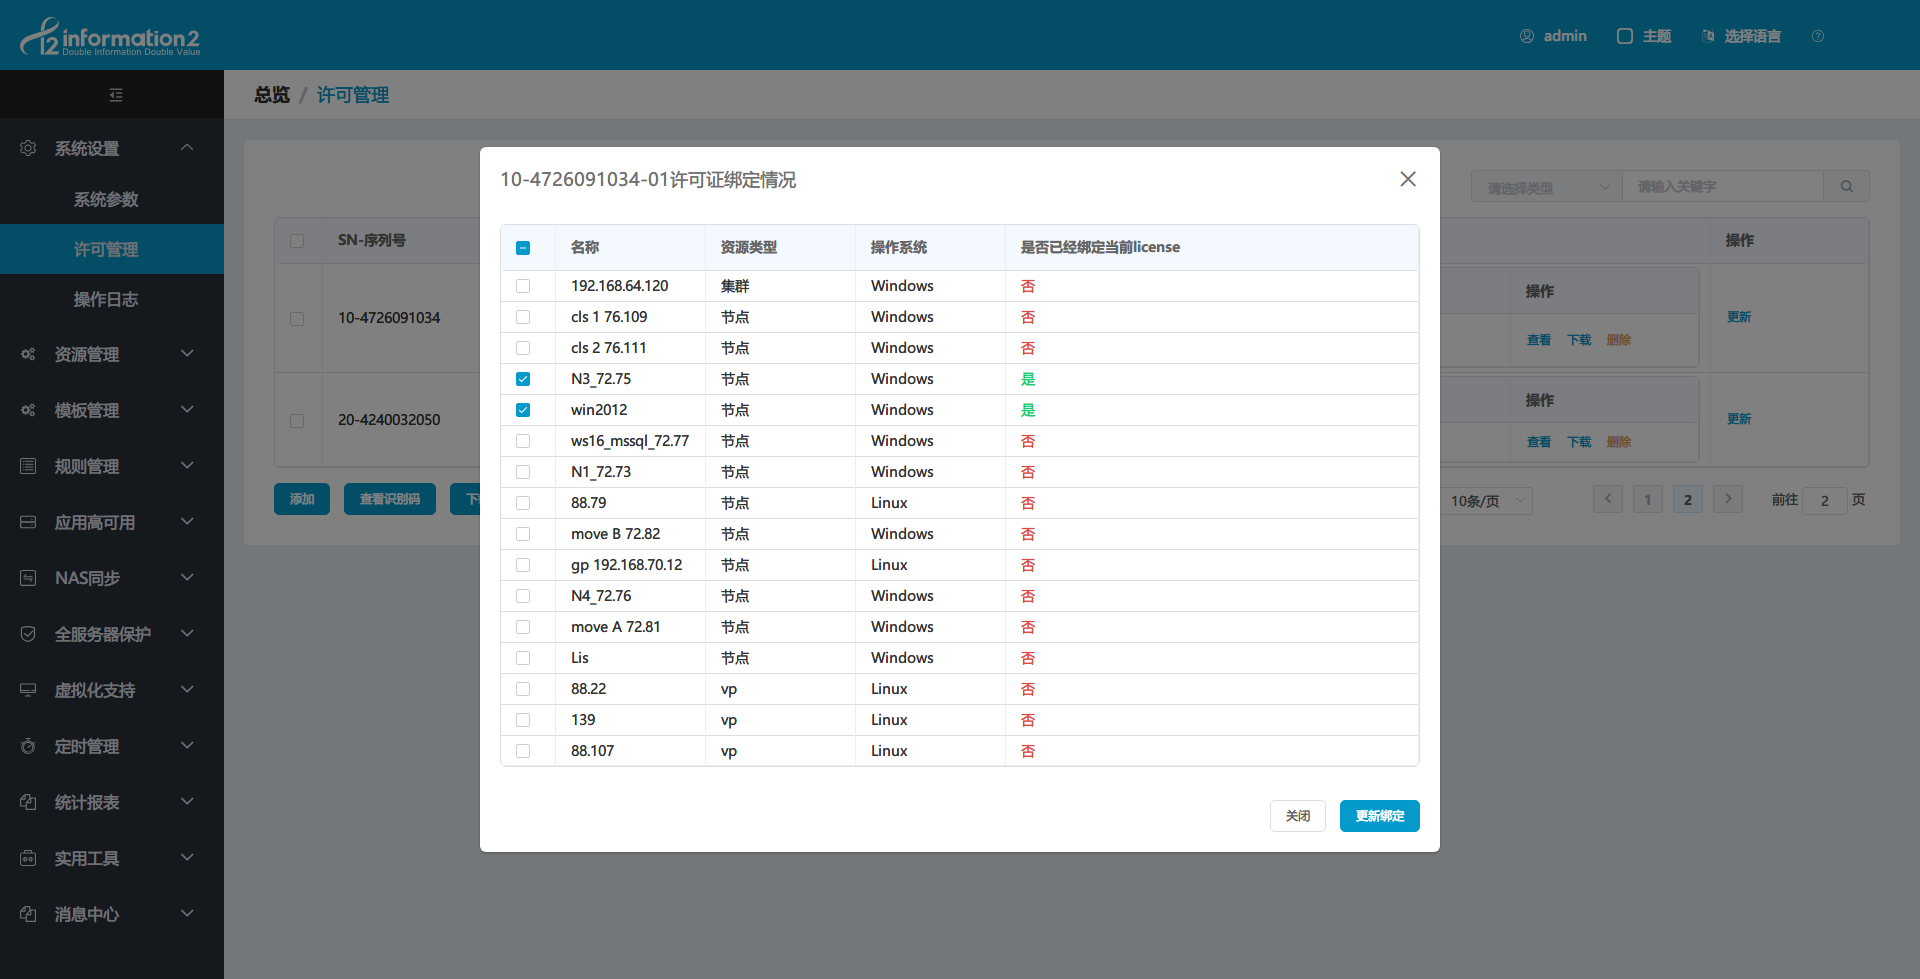 information2
Double Information Double Value
admin
主题
选择语言
总览 / 许可管理
系统设置
系统参数
许可管理
操作日志
资源管理
模板管理
规则管理
应用高可用
NAS同步
全服务器保护
虚拟化支持
定时管理
统计报表
实用工具
消息中心
请选择类型
请输入关键字
SN-序列号
操作
10-4726091034
操作
查看 下载 删除
更新
20-4240032050
操作
查看 下载 删除
更新
添加
查看识别码
10条/页
1
2
前往 2 页
10-4726091034-01许可证绑定情况
名称 资源类型 操作系统 是否已经绑定当前license
192.168.64.120 集群 Windows 否
cls 1 76.109 节点 Windows 否
cls 2 76.111 节点 Windows 否
N3_72.75 节点 Windows 是
win2012 节点 Windows 是
ws16_mssql_72.77 节点 Windows 否
N1_72.73 节点 Windows 否
88.79 节点 Linux 否
move B 72.82 节点 Windows 否
gp 192.168.70.12 节点 Linux 否
N4_72.76 节点 Windows 否
move A 72.81 节点 Windows 否
Lis 节点 Windows 否
88.22 vp Linux 否
139 vp Linux 否
88.107 vp Linux 否
关闭
更新绑定